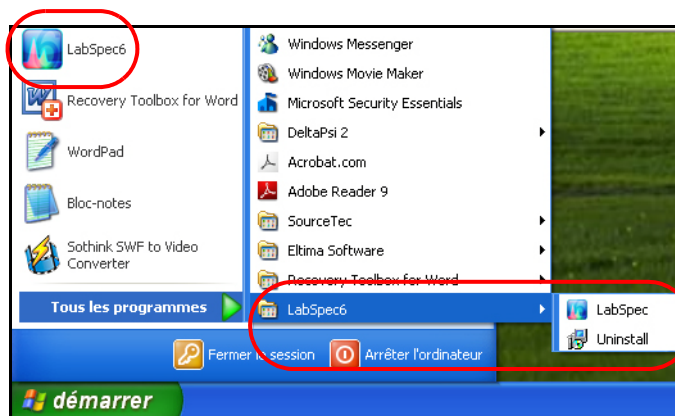 LabSpec6
Recovery Toolbox for Word
WordPad
Bloc-notes
Sothink SWF to Video
Converter
Tous les programmes
Windows Messenger
Windows Movie Maker
Microsoft Security Essentials
DeltaPsi 2
Acrobat.com
Adobe Reader 9
SourceTec
Eltima Software
Recovery Toolbox for Word
LabSpec6
LabSpec
Uninstall
Fermer la session
Arrêter l'ordinateur
démarrer